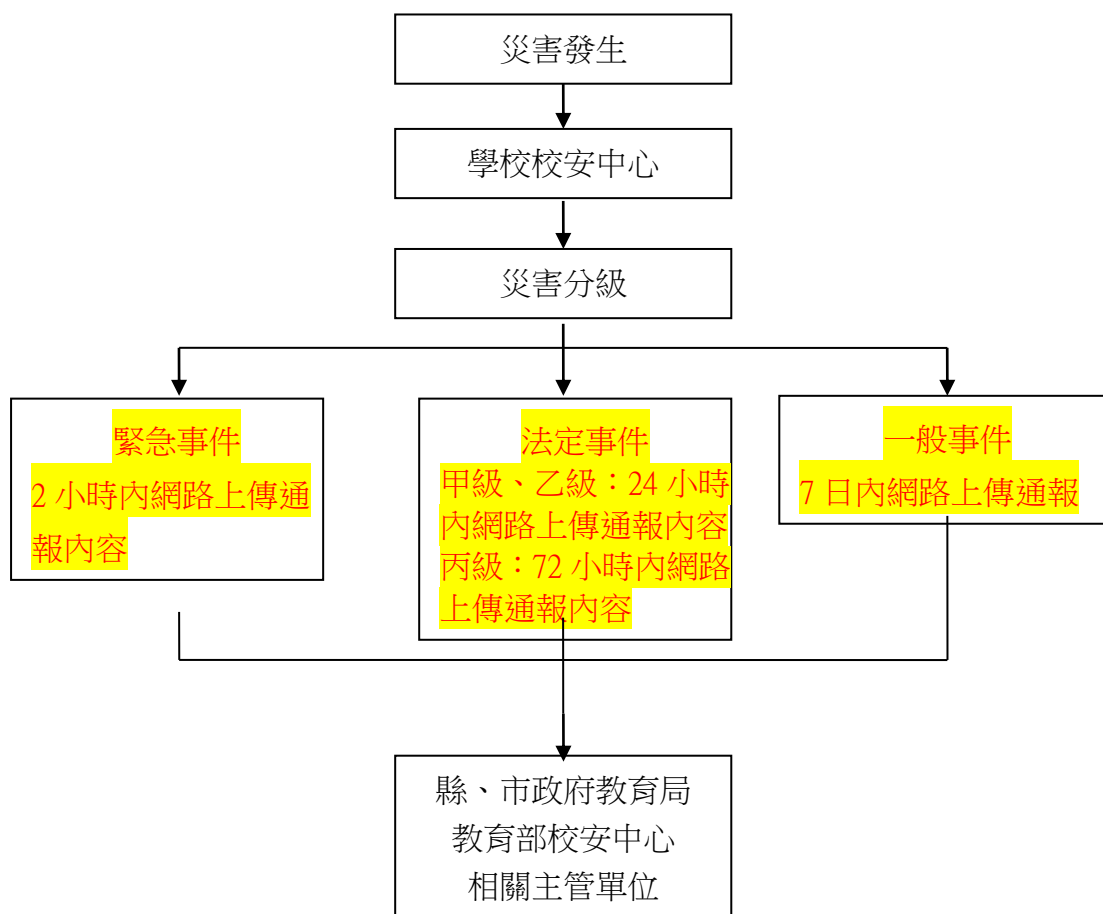 災害發生
學校校安中心
災害分級
緊急事件
2 小時內網路上傳通
報內容
法定事件
甲級、乙級：24 小時
內網路上傳通報內容
丙級：72 小時內網路
上傳通報內容
一般事件
7 日內網路上傳通報
縣、市政府教育局
教育部校安中心
相關主管單位